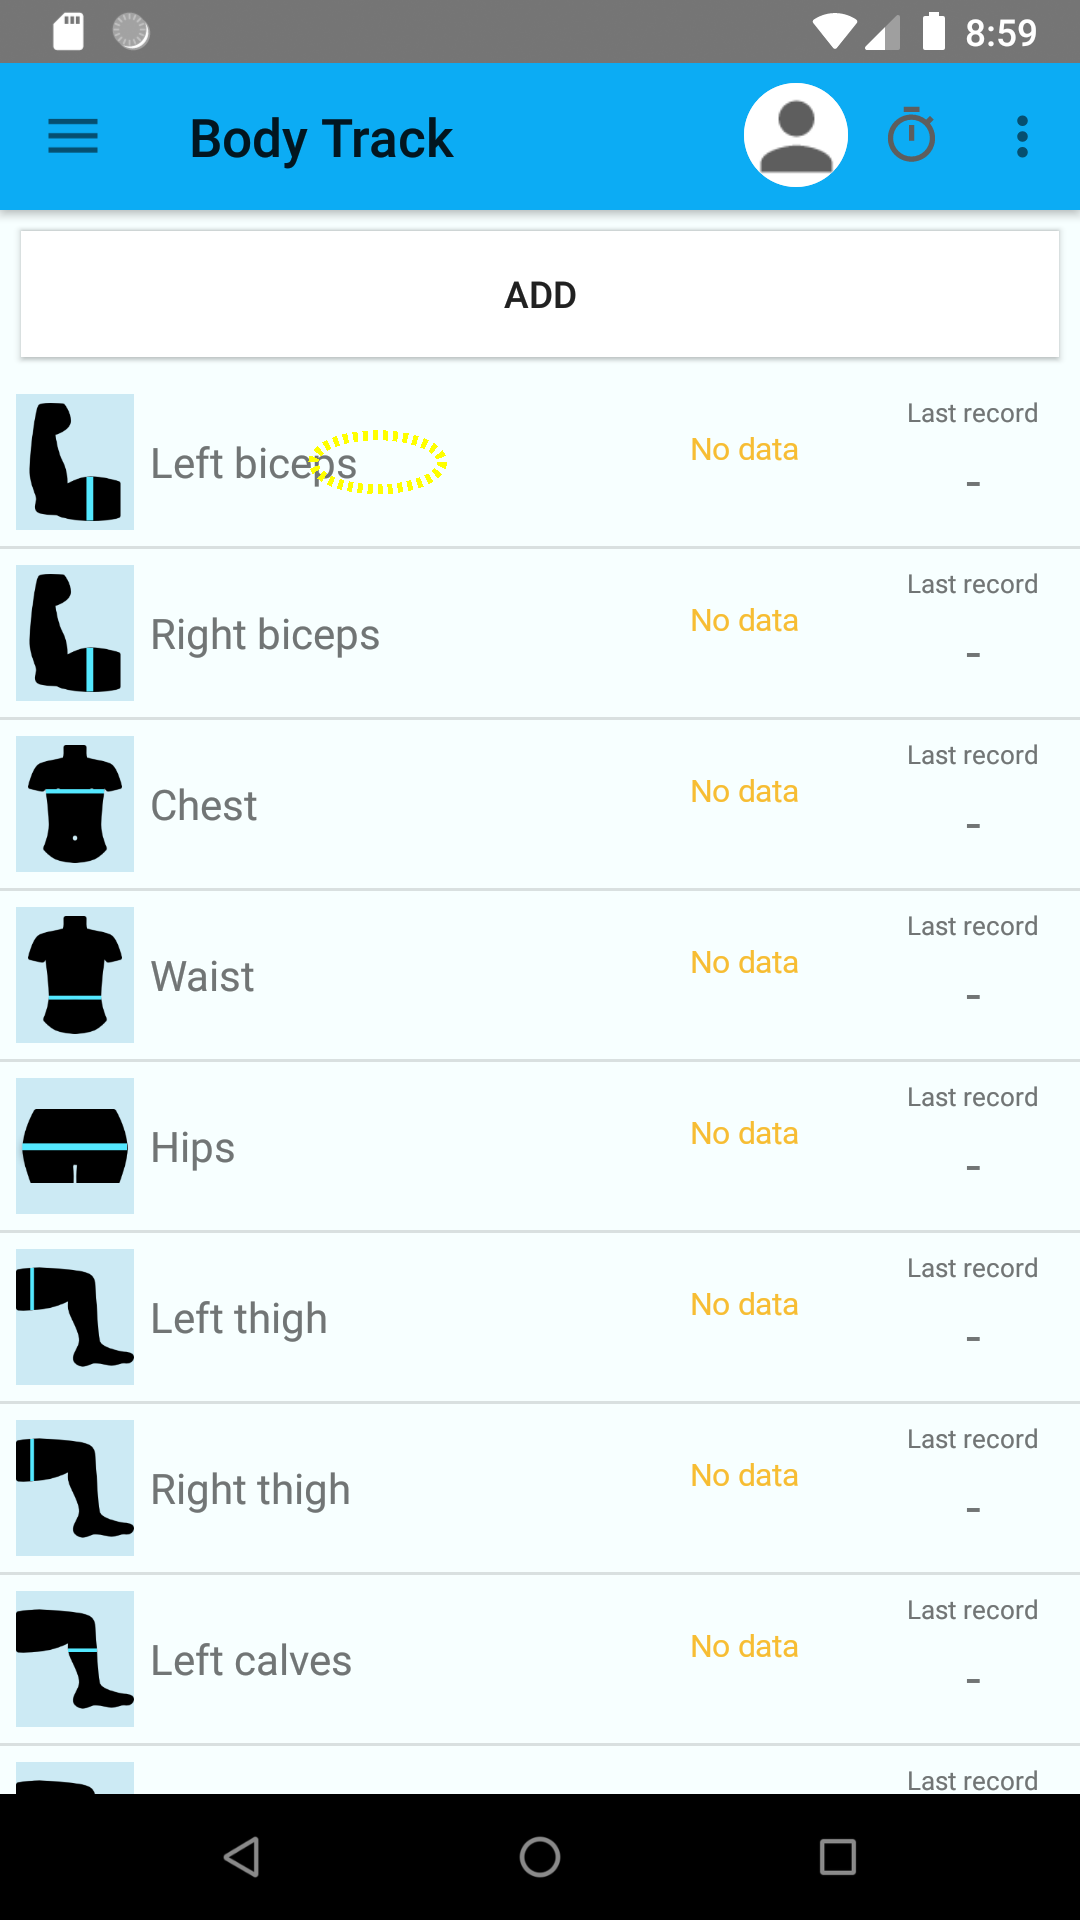 8:59
Body Track
ADD
Left biceps
No data
Last record
-
Right biceps
No data
Last record
-
Chest
No data
Last record
-
Waist
No data
Last record
-
Hips
No data
Last record
-
Left thigh
No data
Last record
-
Right thigh
No data
Last record
-
Left calves
No data
Last record
-
Last record